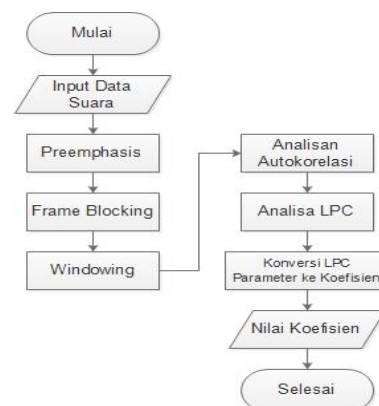 Mulai
Input Data
Suara
Preemphasis
Frame Blocking
Windowing
Analisan
Autokorelasi
Analisa LPC
Konversi LPC
Parameter ke Koefisien
Nilai Koefisien
Selesai